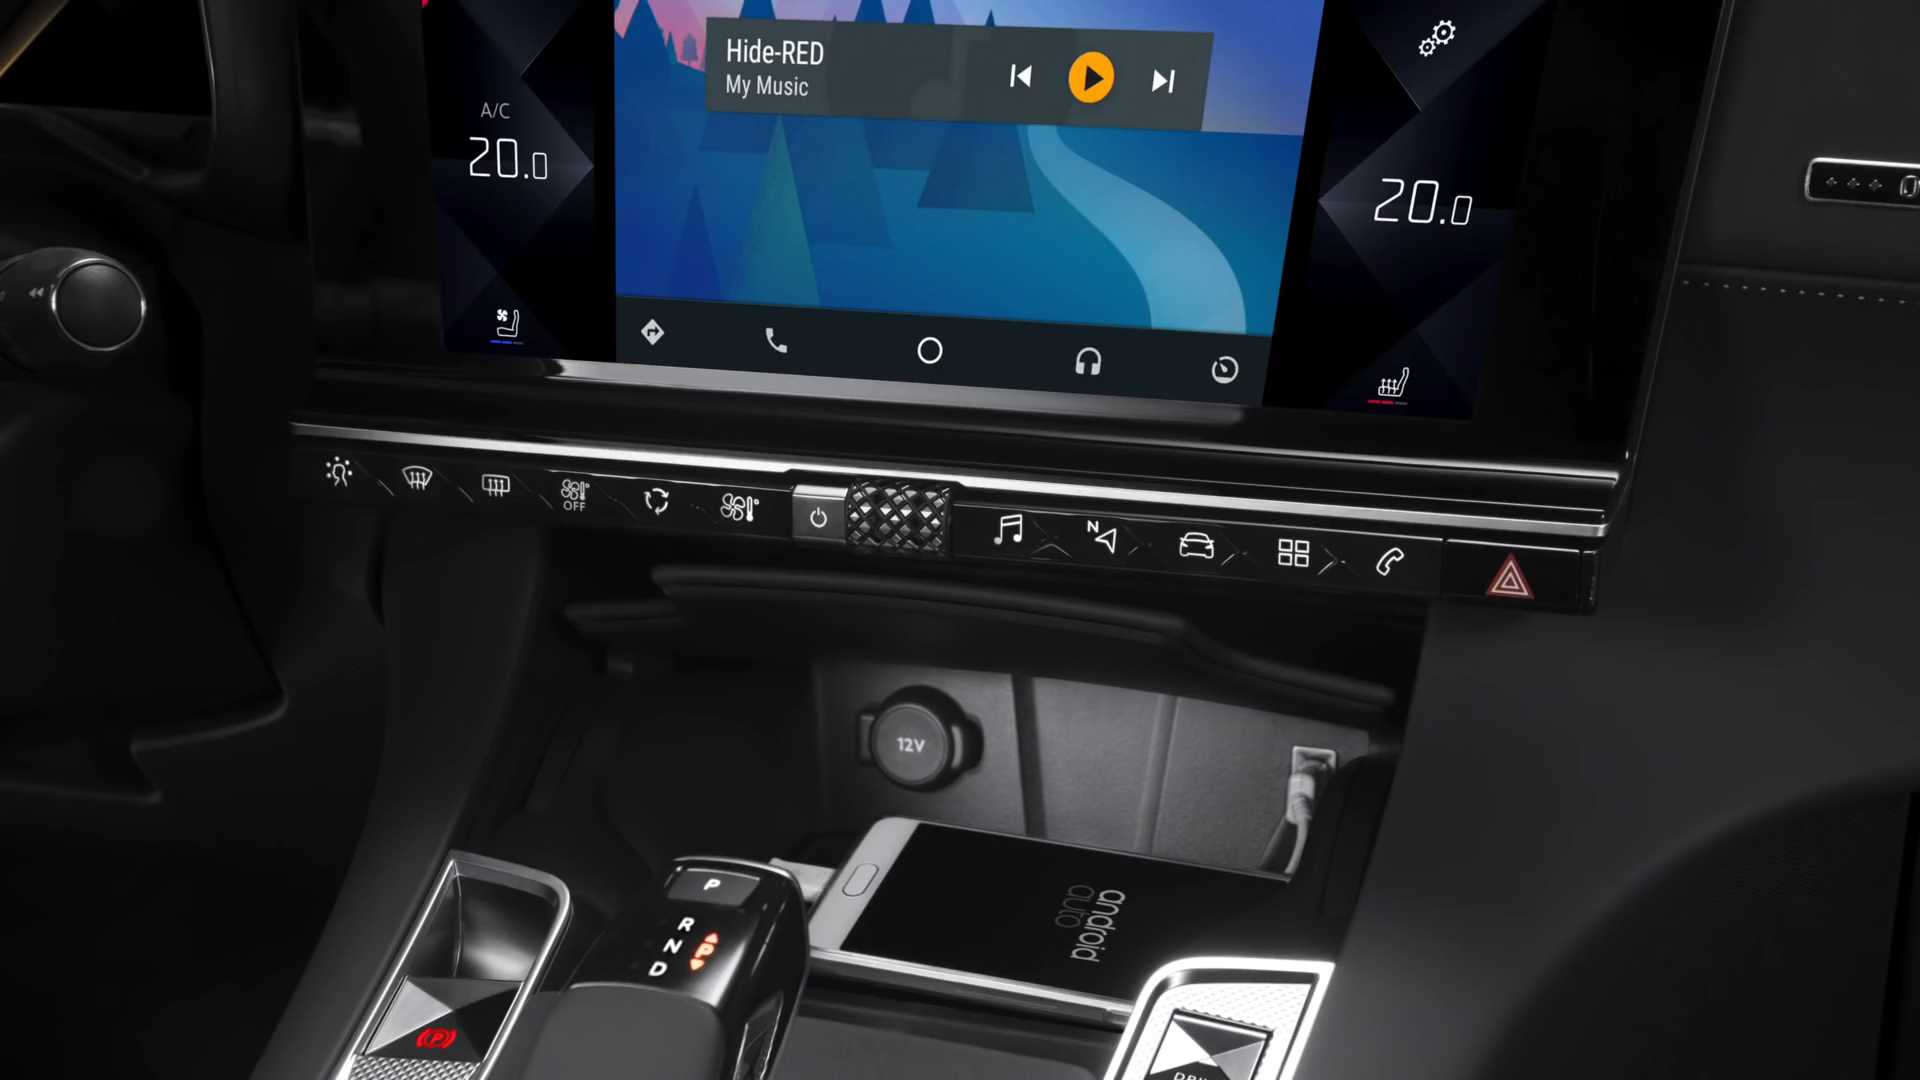 Hide-RED
My Music
A/C
20.0
20.0
OFF
N
12V
P
R
N
D
P
android
auto
P